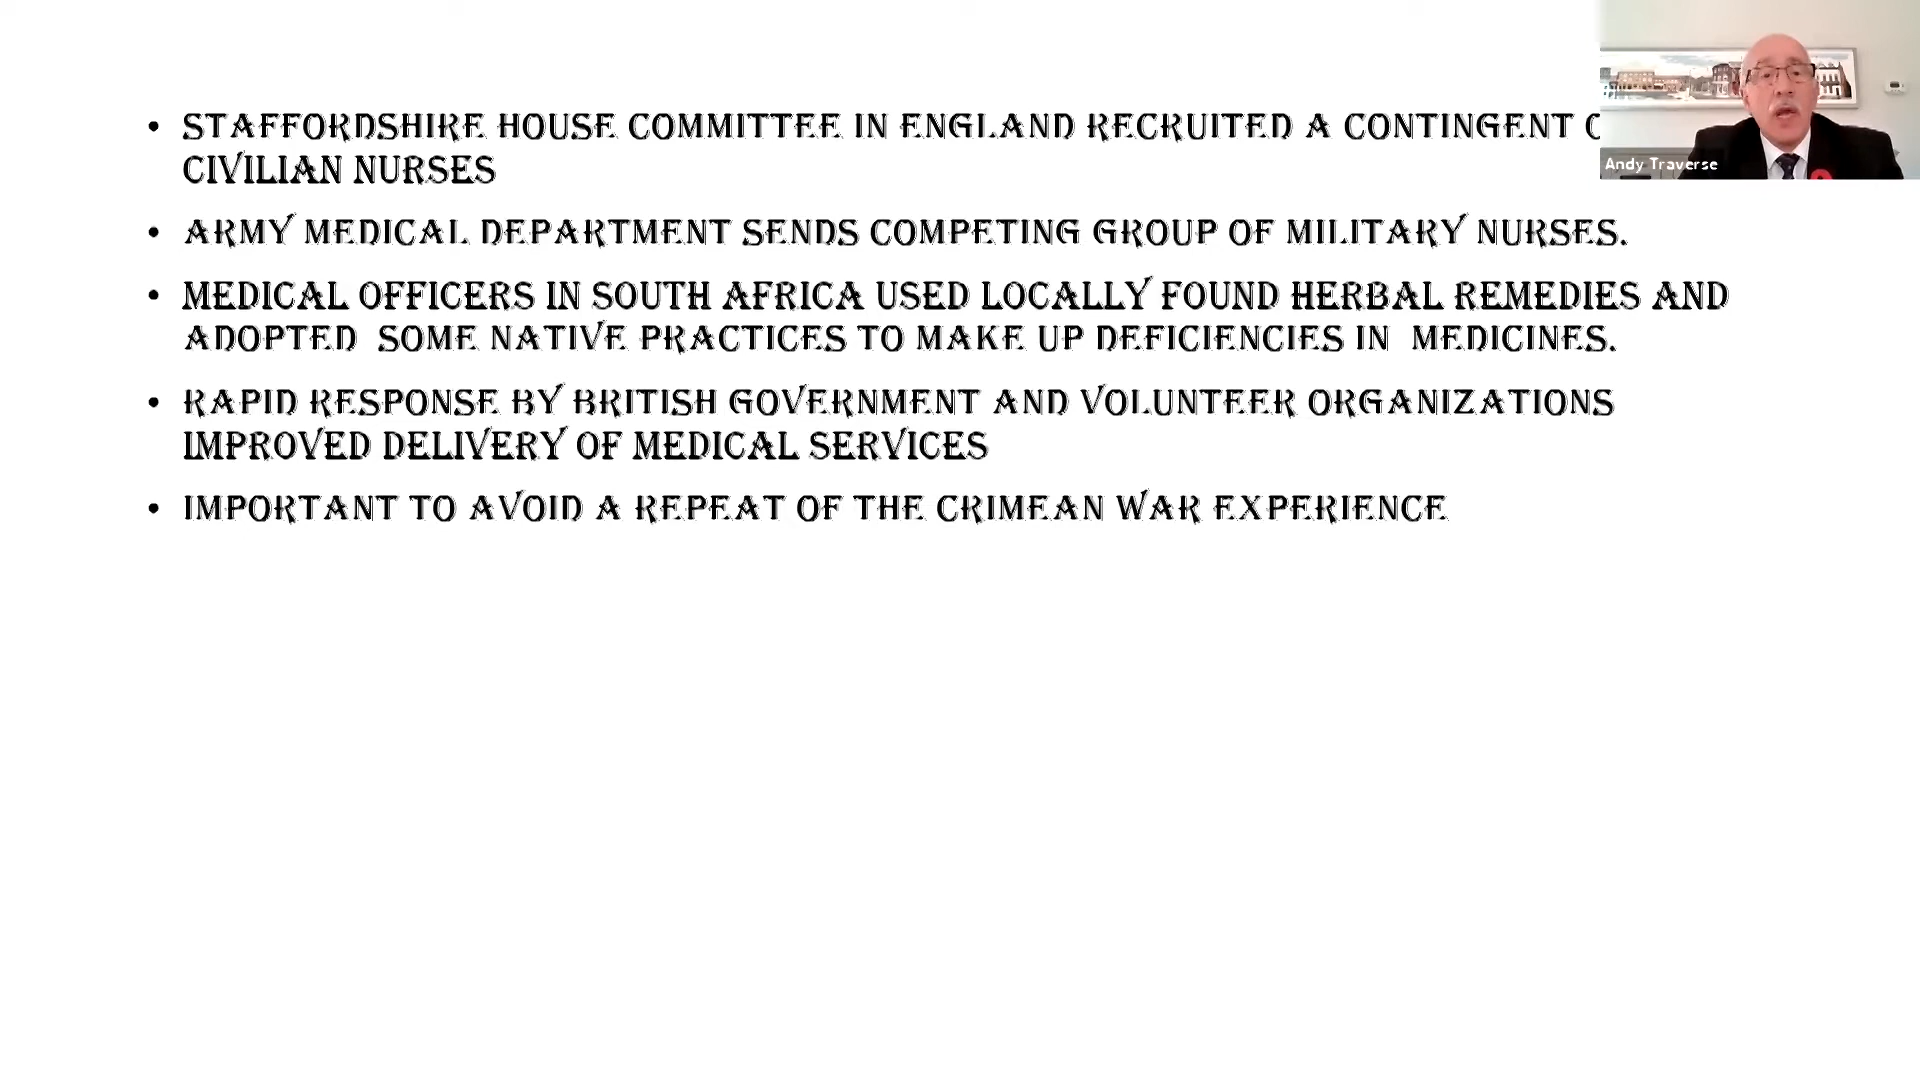 • STAFFORDSHIRE HOUSE COMMITTEE IN ENGLAND RECRUITED A CONTINGENT
CIVILIAN NURSES
• ARMY MEDICAL DEPARTMENT SENDS COMPETING GROUP OF MILITARY NURSES.
• MEDICAL OFFICERS IN SOUTH AFRICA USED LOCALLY FOUND HERBAL REMEDIES AND
ADOPTED SOME NATIVE PRACTICES TO MAKE UP DEFICIENCIES IN MEDICINES.
• RAPID RESPONSE BY BRITISH GOVERNMENT AND VOLUNTEER ORGANIZATIONS
IMPROVED DELIVERY OF MEDICAL SERVICES
• IMPORTANT TO AVOID A REPEAT OF THE CRIMEAN WAR EXPERIENCE
Andy Traverse